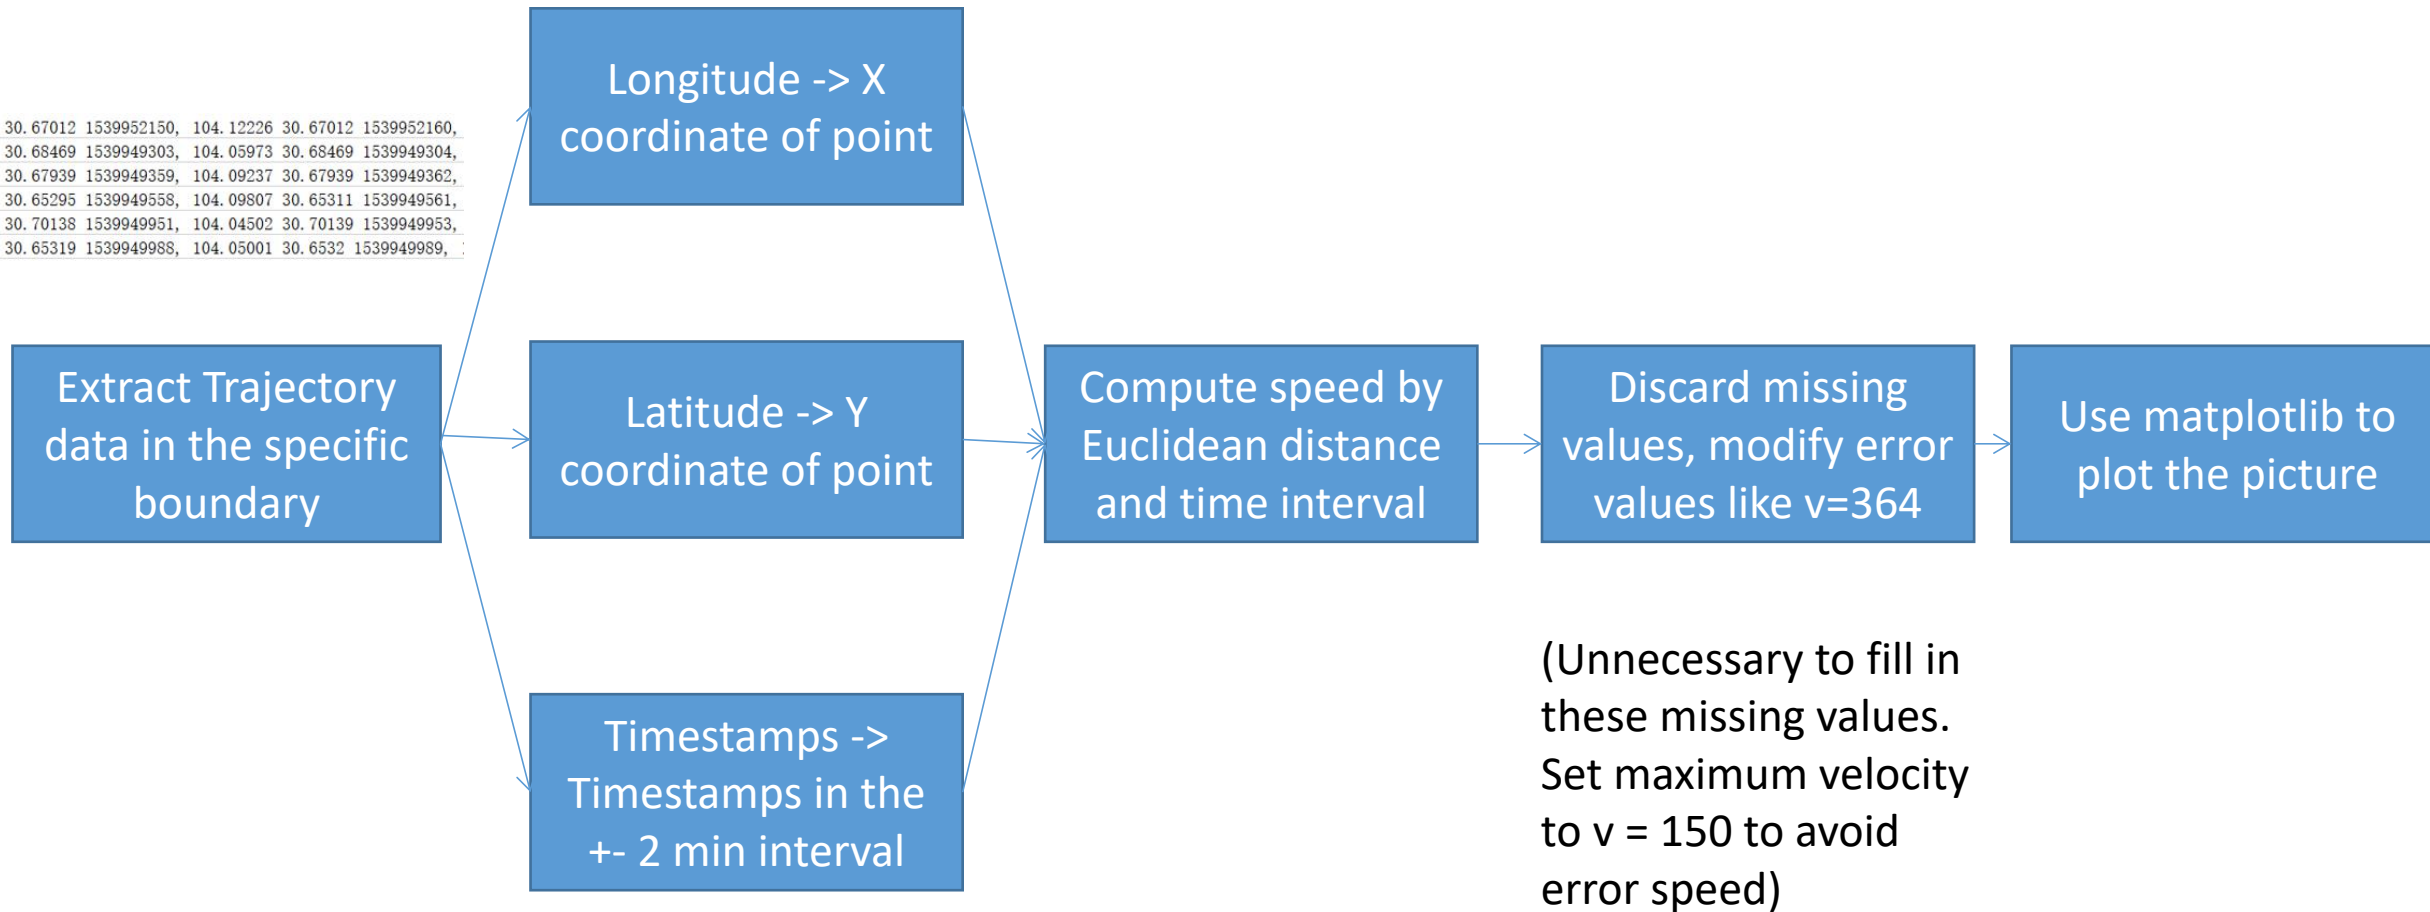 30.67012 1539952150, 104.12226 30.67012 1539952160,
30.68469 1539949303, 104.05973 30.68469 1539949304,
30.67939 1539949359, 104.09237 30.67939 1539949362,
30.65295 1539949558, 104.09807 30.65311 1539949561,
30.70138 1539949951, 104.04502 30.70139 1539949953,
30.65319 1539949988, 104.05001 30.6532 1539949989,
Extract Trajectory
data in the specific
boundary
Longitude -> X
coordinate of point
Latitude -> Y
coordinate of point
Timestamps ->
Timestamps in the
+- 2 min interval
Compute speed by
Euclidean distance
and time interval
Discard missing
values, modify error
values like v=364
(Unnecessary to fill in
these missing values.
Set maximum velocity
to v = 150 to avoid
error speed)
Use matplotlib to
plot the picture